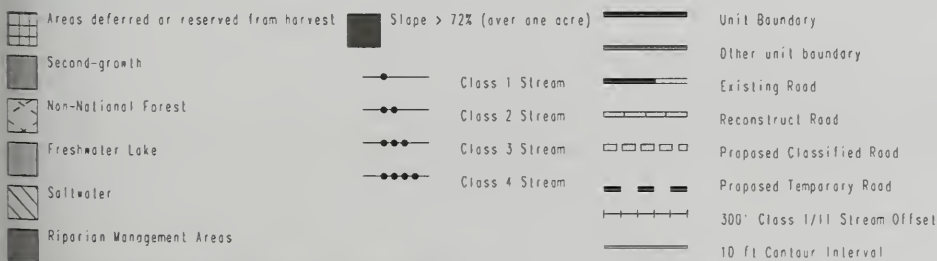 Areas deferred or reserved from harvest
Second-growth
Non-National Forest
Freshwater Lake
Saltwater
Riparian Management Areas
Slope > 72% (over one acre)
Class 1 Stream
Class 2 Stream
Class 3 Stream
Class 4 Stream
Unit Boundary
Other unit boundary
Existing Road
Reconstruct Road
Proposed Classified Road
Proposed Temporary Road
300' Class I/II Stream Offset
10 ft Contour Interval